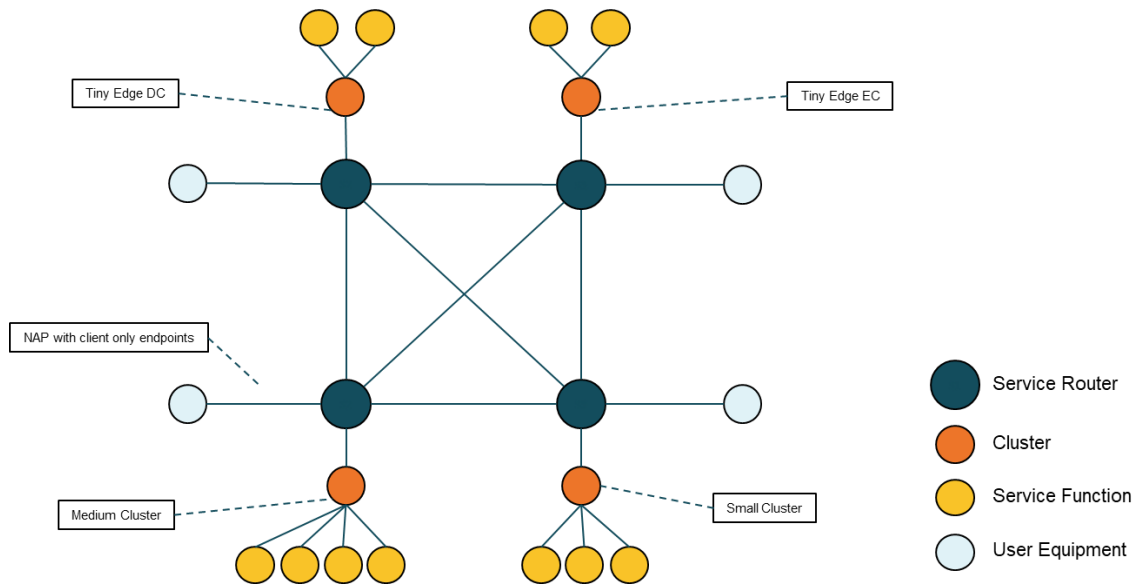 Tiny Edge DC
Tiny Edge EC
NAP with client only endpoints
Service Router
Cluster
Service Function
User Equipment
Medium Cluster
Small Cluster